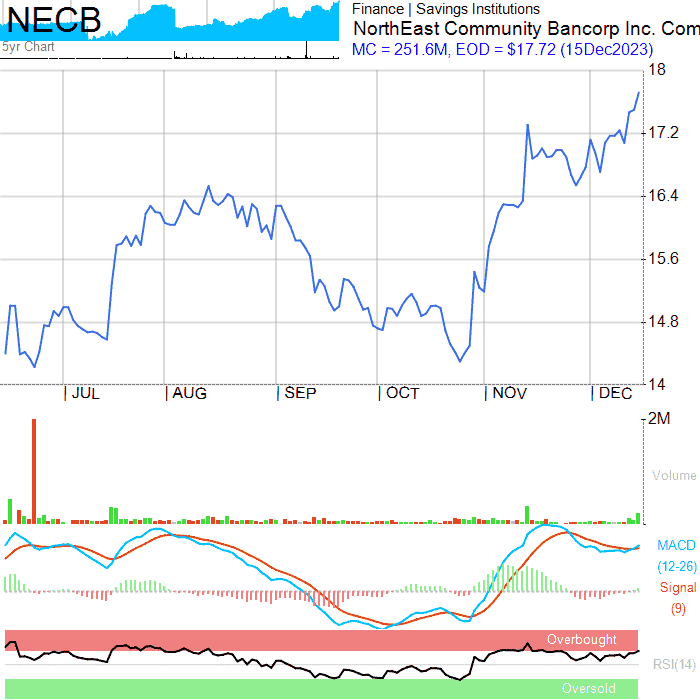 NECB
5yr Chart
Finance | Savings Institutions
NorthEast Community Bancorp Inc. Com
MC = 251.6M, EOD = $17.72 (15Dec2023)
18
17.2
16.4
15.6
14.8
14
JUL AUG SEP OCT NOV DEC
2M
Volume
MACD
(12-26)
Signal
(9)
Overbought
RSI(14)
Oversold